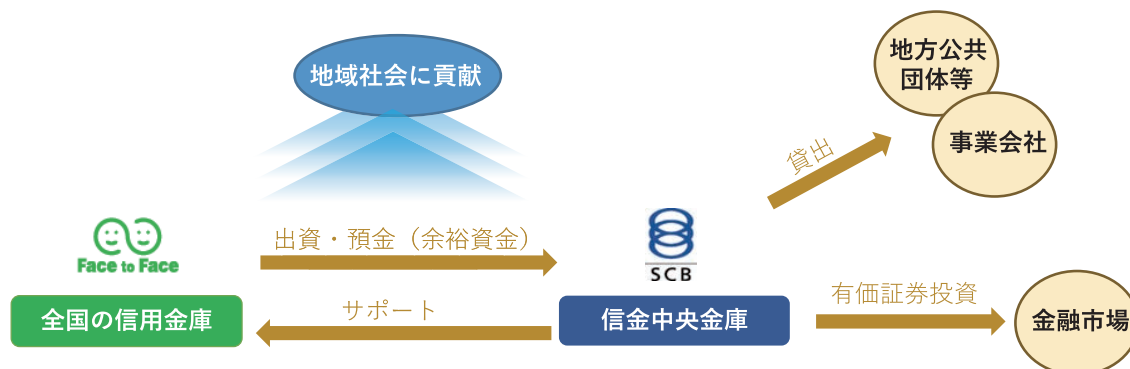 地域社会に貢献
地方公共
団体等
事業会社
貸出
出資・預金（余裕資金）
Face to Face
SCB
全国の信用金庫
サポート
信金中央金庫
有価証券投資
金融市場